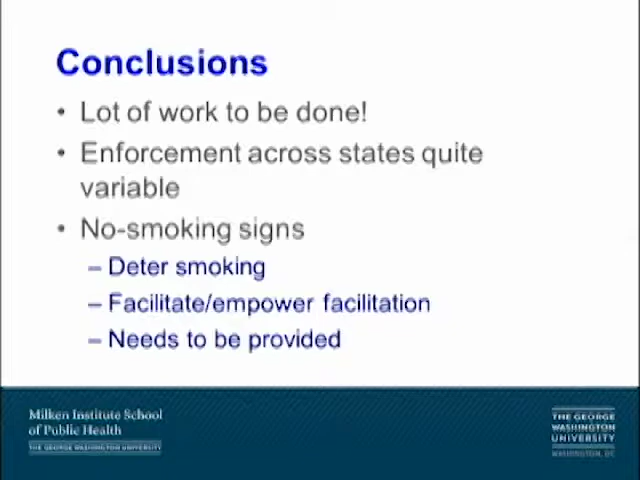 Conclusions
• Lot of work to be done!
• Enforcement across states quite
variable
• No-smoking signs
– Deter smoking
– Facilitate/empower facilitation
– Needs to be provided
Milken Institute School
of Public Health
THE GEORGE WASHINGTON UNIVERSITY
THE GEORGE
WASHINGTON
UNIVERSITY
WASHINGTON, DC